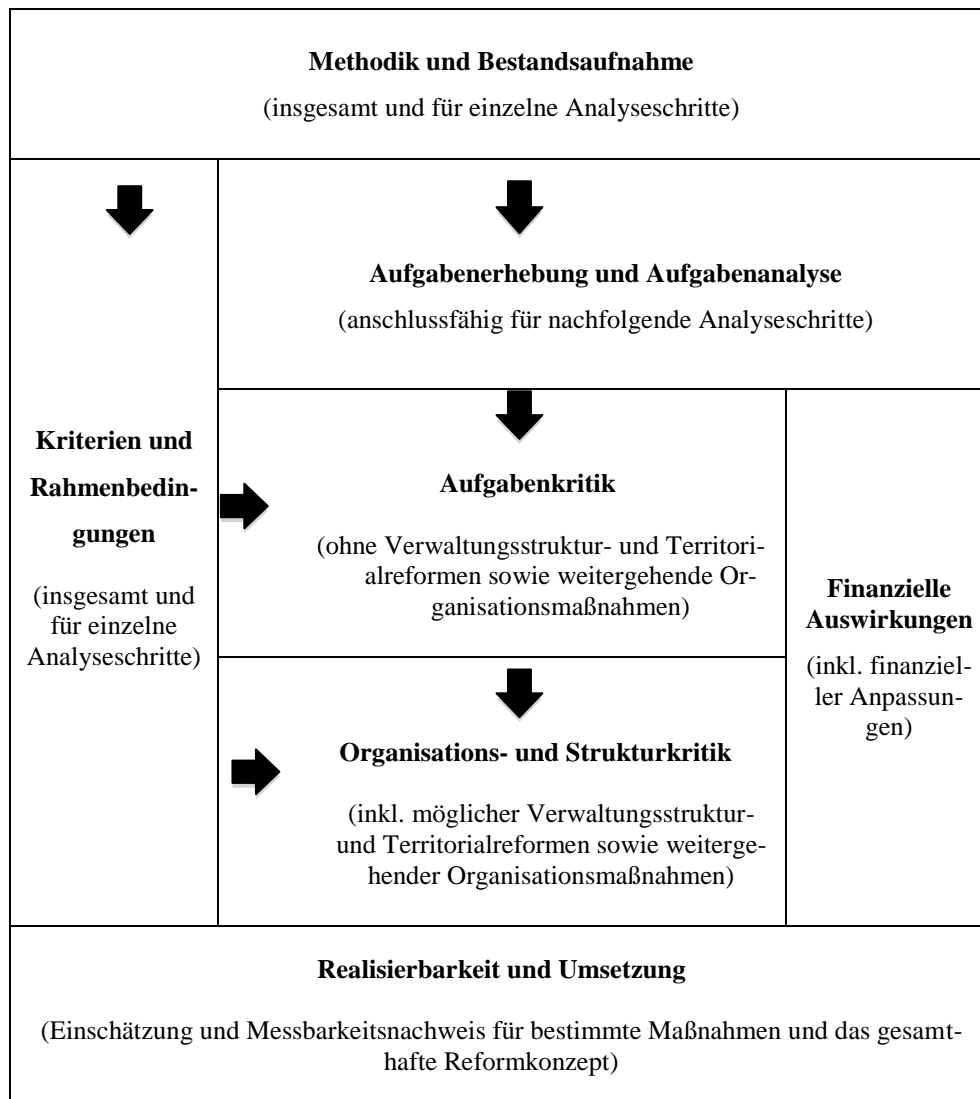 Methodik und Bestandsaufnahme
(insgesamt und für einzelne Analyseschritte)
Aufgabenerhebung und Aufgabenanalyse
(anschlussfähig für nachfolgende Analyseschritte)
Kriterien und
Rahmenbedin-
gungen
(insgesamt und
für einzelne
Analyseschritte)
Aufgabenkritik
(ohne Verwaltungsstruktur- und Territori-
alreformen sowie weitergehende Or-
ganisationsmaßnahmen)
Organisations- und Strukturkritik
(inkl. möglicher Verwaltungsstruktur-
und Territorialreformen sowie weiterge-
hender Organisationsmaßnahmen)
Finanzielle
Auswirkungen
(inkl. finanziel-
ler Anpassun-
gen)
Realisierbarkeit und Umsetzung
(Einschätzung und Messbarkeitsnachweis für bestimmte Maßnahmen und das gesamt-
hafte Reformkonzept)